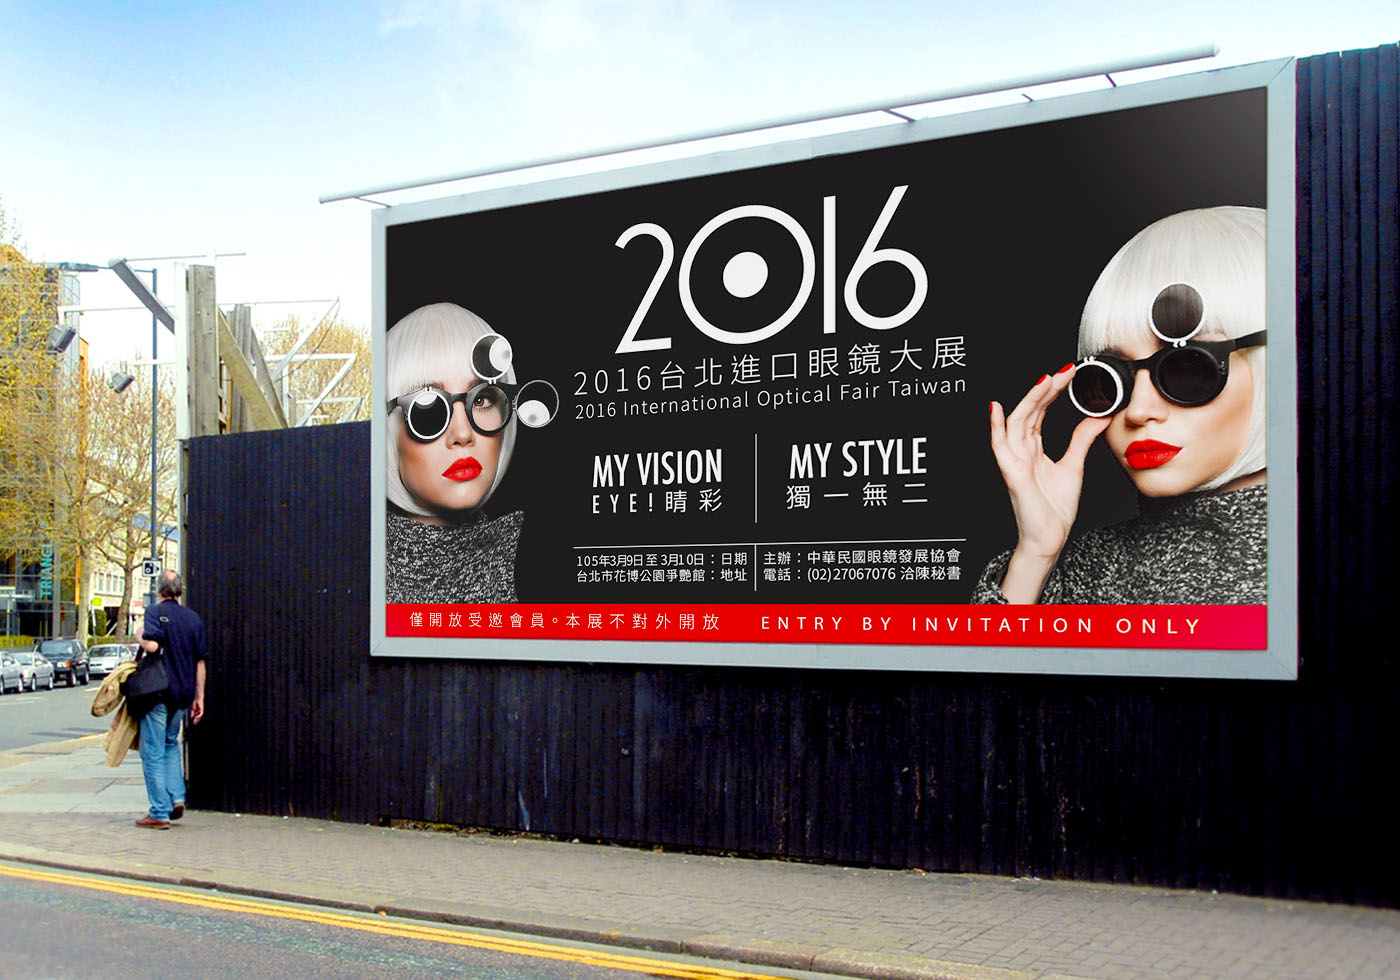 2016
2016台北進口眼鏡大展
2016 International Optical Fair Taiwan
MY VISION
EYE!睛彩
MY STYLE
獨一無二
105年3月9日至3月10日：日期
台北市花博公園爭艷館：地址
主辦：中華民國眼鏡發展協會
電話：(02)27067076 洽陳秘書
僅開放受邀會員。本展不對外開放
ENTRY BY INVITATION ONLY
TRIANGLE